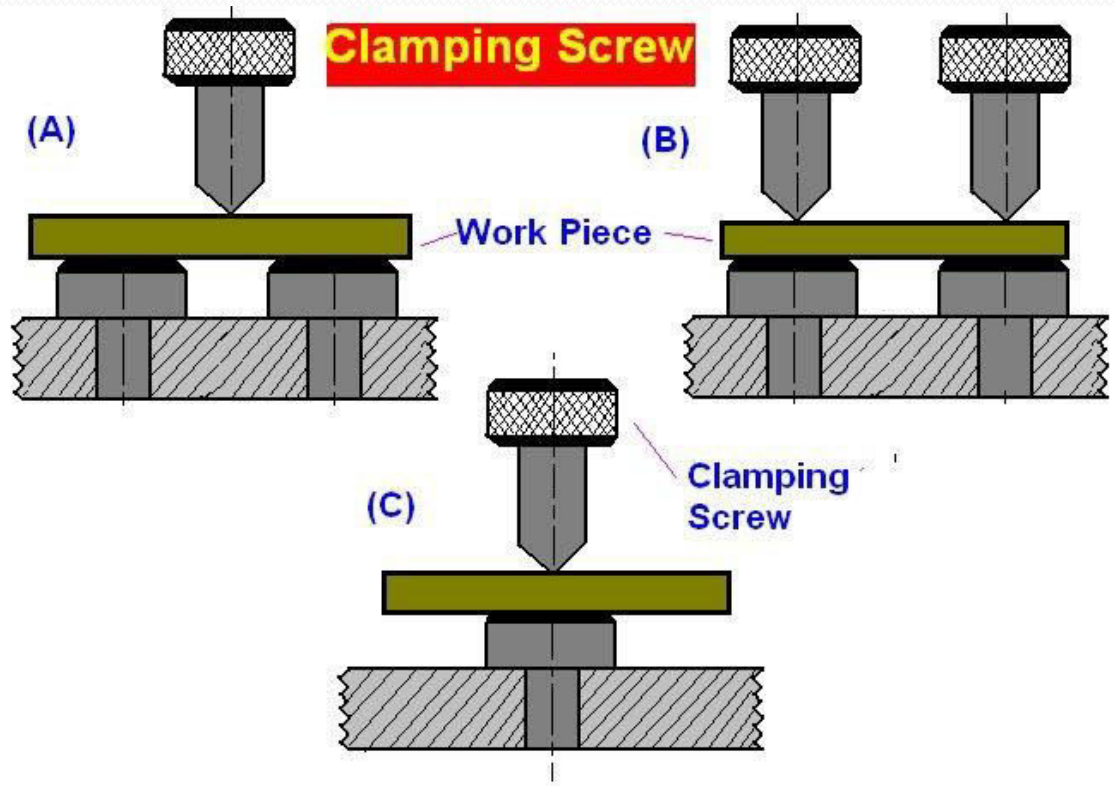 Clamping Screw
(A)
(B)
Work Piece
(C)
Clamping
Screw